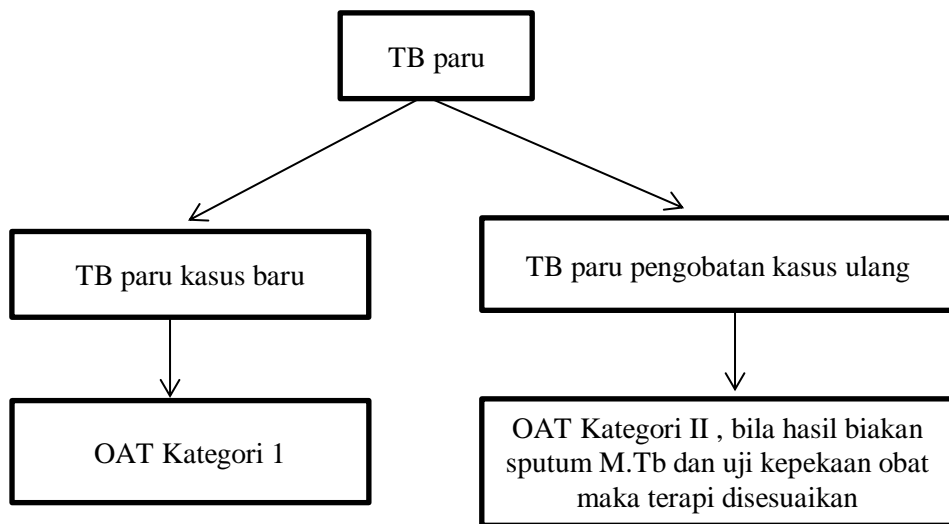 TB paru
TB paru kasus baru
TB paru pengobatan kasus ulang
OAT Kategori 1
OAT Kategori II , bila hasil biakan
sputum M.Tb dan uji kepekaan obat
maka terapi disesuaikan